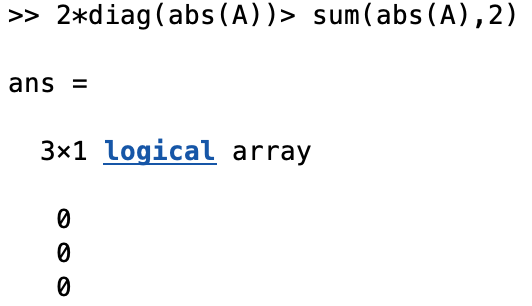 >> 2*diag(abs(A))> sum(abs(A),2)
ans =
3×1 logical array
0
0
0